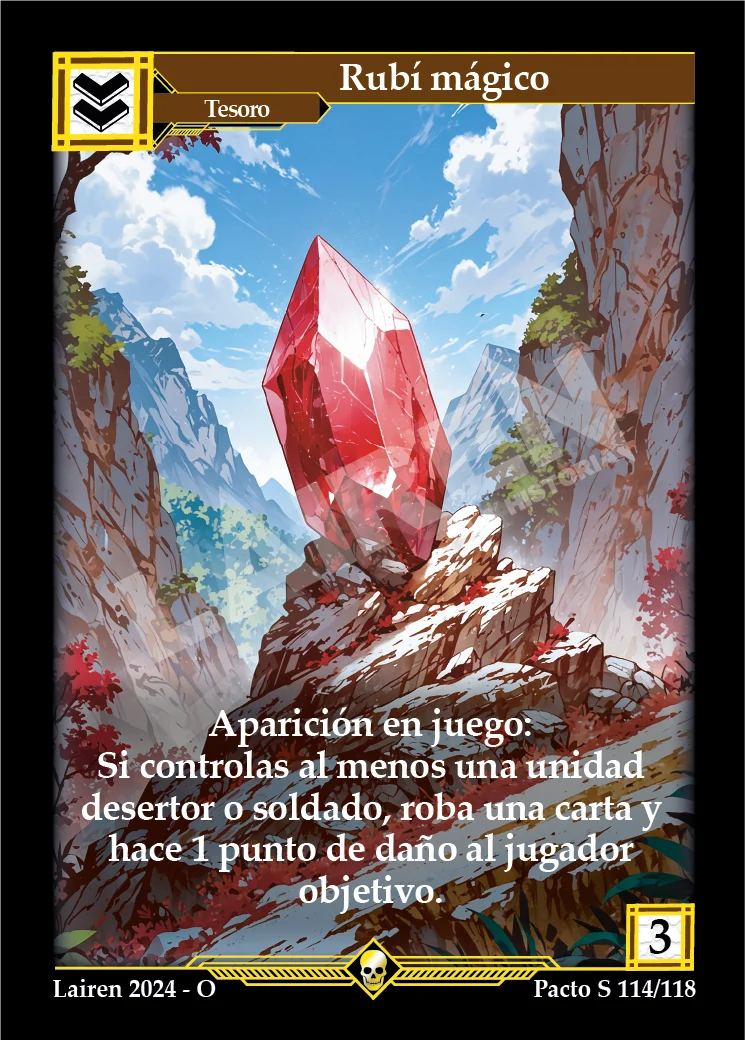 Rubí mágico
Tesoro
Aparición en juego:
Si controlas al menos una unidad
desertor o soldado, roba una carta y
hace 1 punto de daño al jugador
objetivo.
3
Lairen 2024 - O
Pacto S 114/118